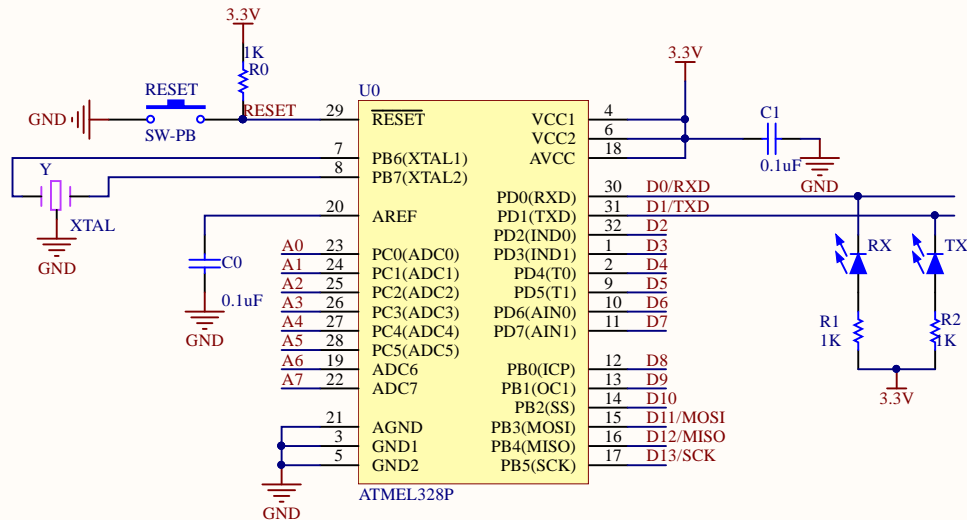 3.3V
1K
R0
RESET
GND
RESET
SW-PB
Y
XTAL
GND
C0
0.1uF
GND
U0
29 RESET
7 PB6(XTAL1)
8 PB7(XTAL2)
20 AREF
A0 23 PC0(ADC0)
A1 24 PC1(ADC1)
A2 25 PC2(ADC2)
A3 26 PC3(ADC3)
A4 27 PC4(ADC4)
A5 28 PC5(ADC5)
A6 19 ADC6
A7 22 ADC7
21 AGND
3 GND1
5 GND2
GND
ATMEL328P
VCC1 4
VCC2 6
AVCC 18
PD0(RXD) 30 D0/RXD
PD1(TXD) 31 D1/TXD
PD2(IND0) 32 D2
PD3(IND1) 1 D3
PD4(T0) 2 D4
PD5(T1) 9 D5
PD6(AIN0) 10 D6
PD7(AIN1) 11 D7
PB0(ICP) 12 D8
PB1(OC1) 13 D9
PB2(SS) 14 D10
PB3(MOSI) 15 D11/MOSI
PB4(MISO) 16 D12/MISO
PB5(SCK) 17 D13/SCK
3.3V
C1
0.1uF
GND
RX
TX
R1
1K
R2
1K
3.3V